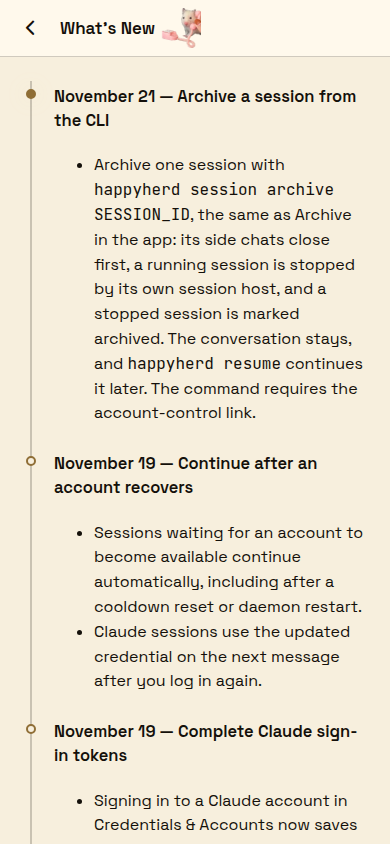 What's New
November 21 — Archive a session from
the CLI
• Archive one session with
happyherd session archive
SESSION_ID, the same as Archive
in the app: its side chats close
first, a running session is stopped
by its own session host, and a
stopped session is marked
archived. The conversation stays,
and happyherd resume continues
it later. The command requires the
account-control link.
November 19 — Continue after an
account recovers
• Sessions waiting for an account to
become available continue
automatically, including after a
cooldown reset or daemon restart.
• Claude sessions use the updated
credential on the next message
after you log in again.
November 19 — Complete Claude sign-
in tokens
• Signing in to a Claude account in
Credentials & Accounts now saves